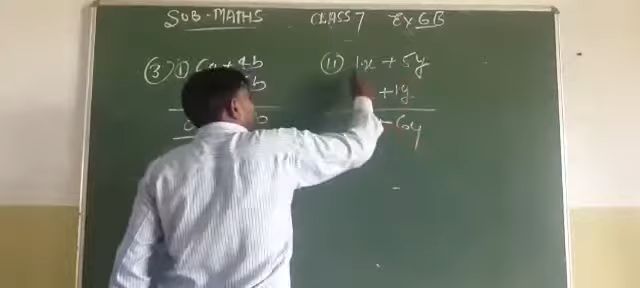 SUB-MATHS CLASS 7 EX 6B
(3) (i) 6a + 4b
(ii) 1x + 5y
+1y
+ 6y